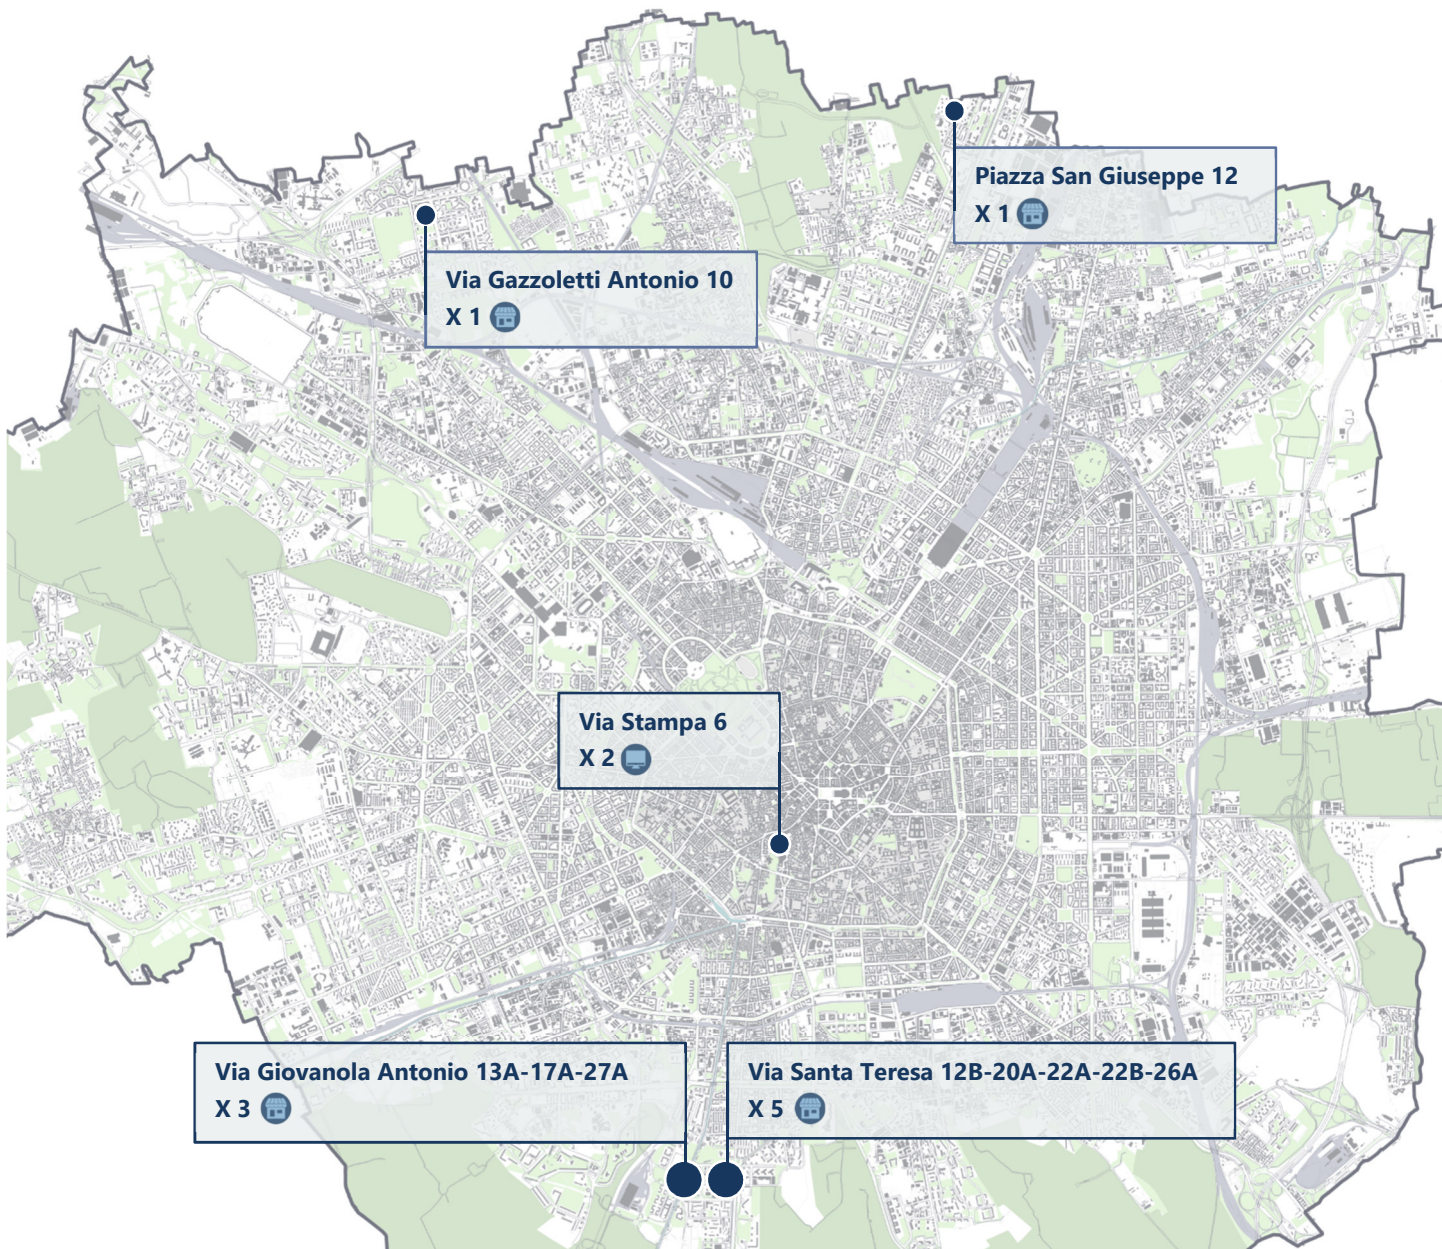 Piazza San Giuseppe 12
X 1
Via Gazzoletti Antonio 10
X 1
Via Stampa 6
X 2
Via Giovanola Antonio 13A-17A-27A
X 3
Via Santa Teresa 12B-20A-22A-22B-26A
X 5